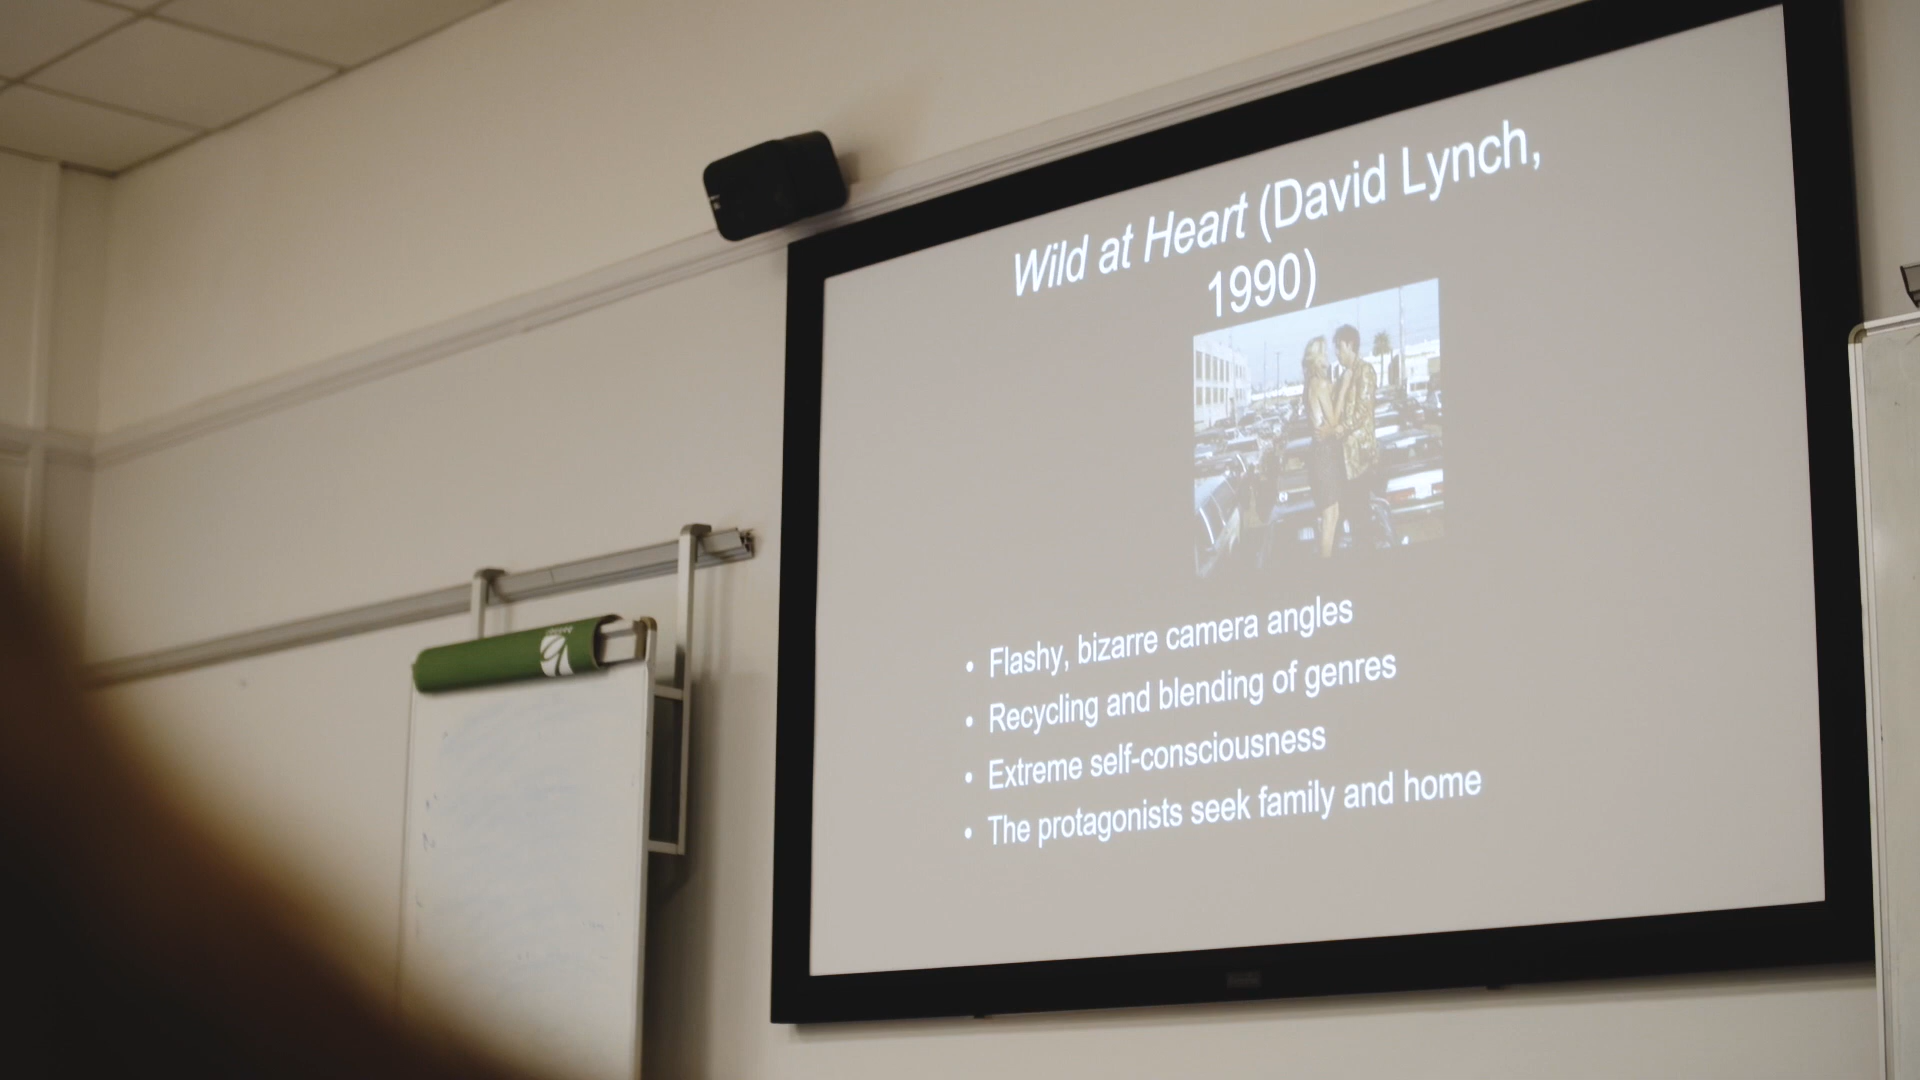 Wild at Heart (David Lynch,
1990)
• Flashy, bizarre camera angles
• Recycling and blending of genres
• Extreme self-consciousness
• The protagonists seek family and home